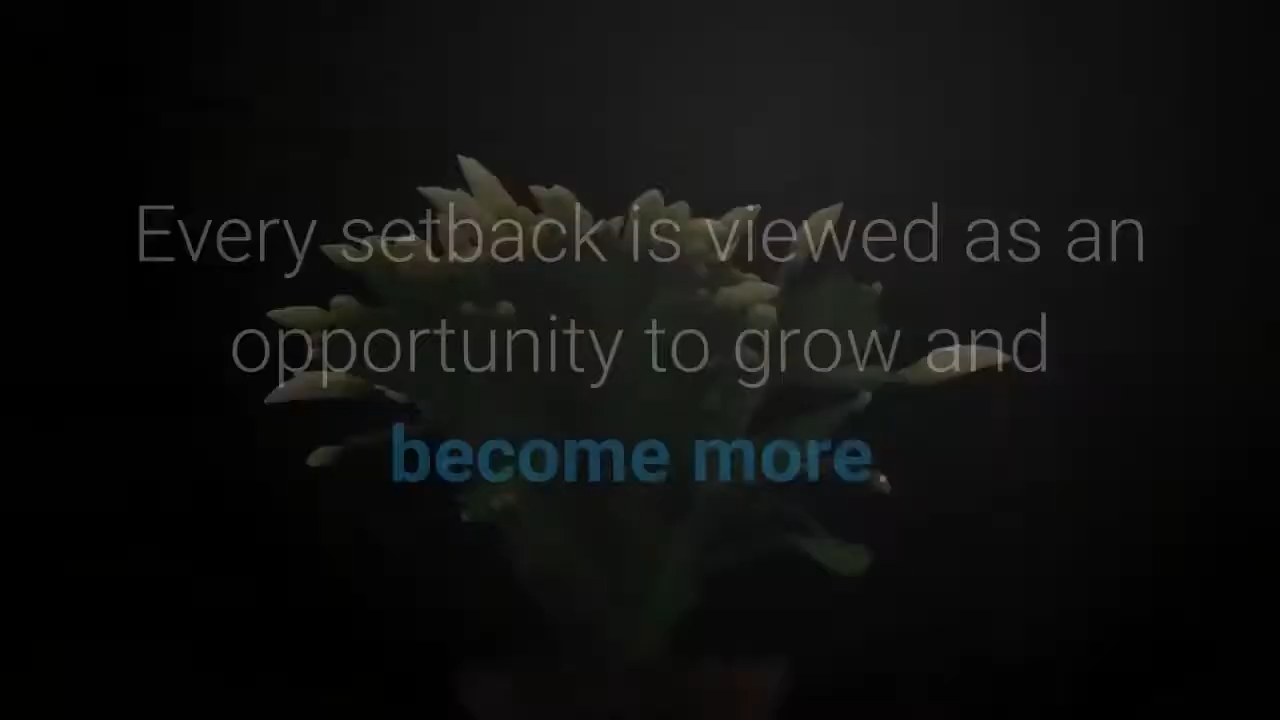 Every setback is viewed as an
opportunity to grow and
become more